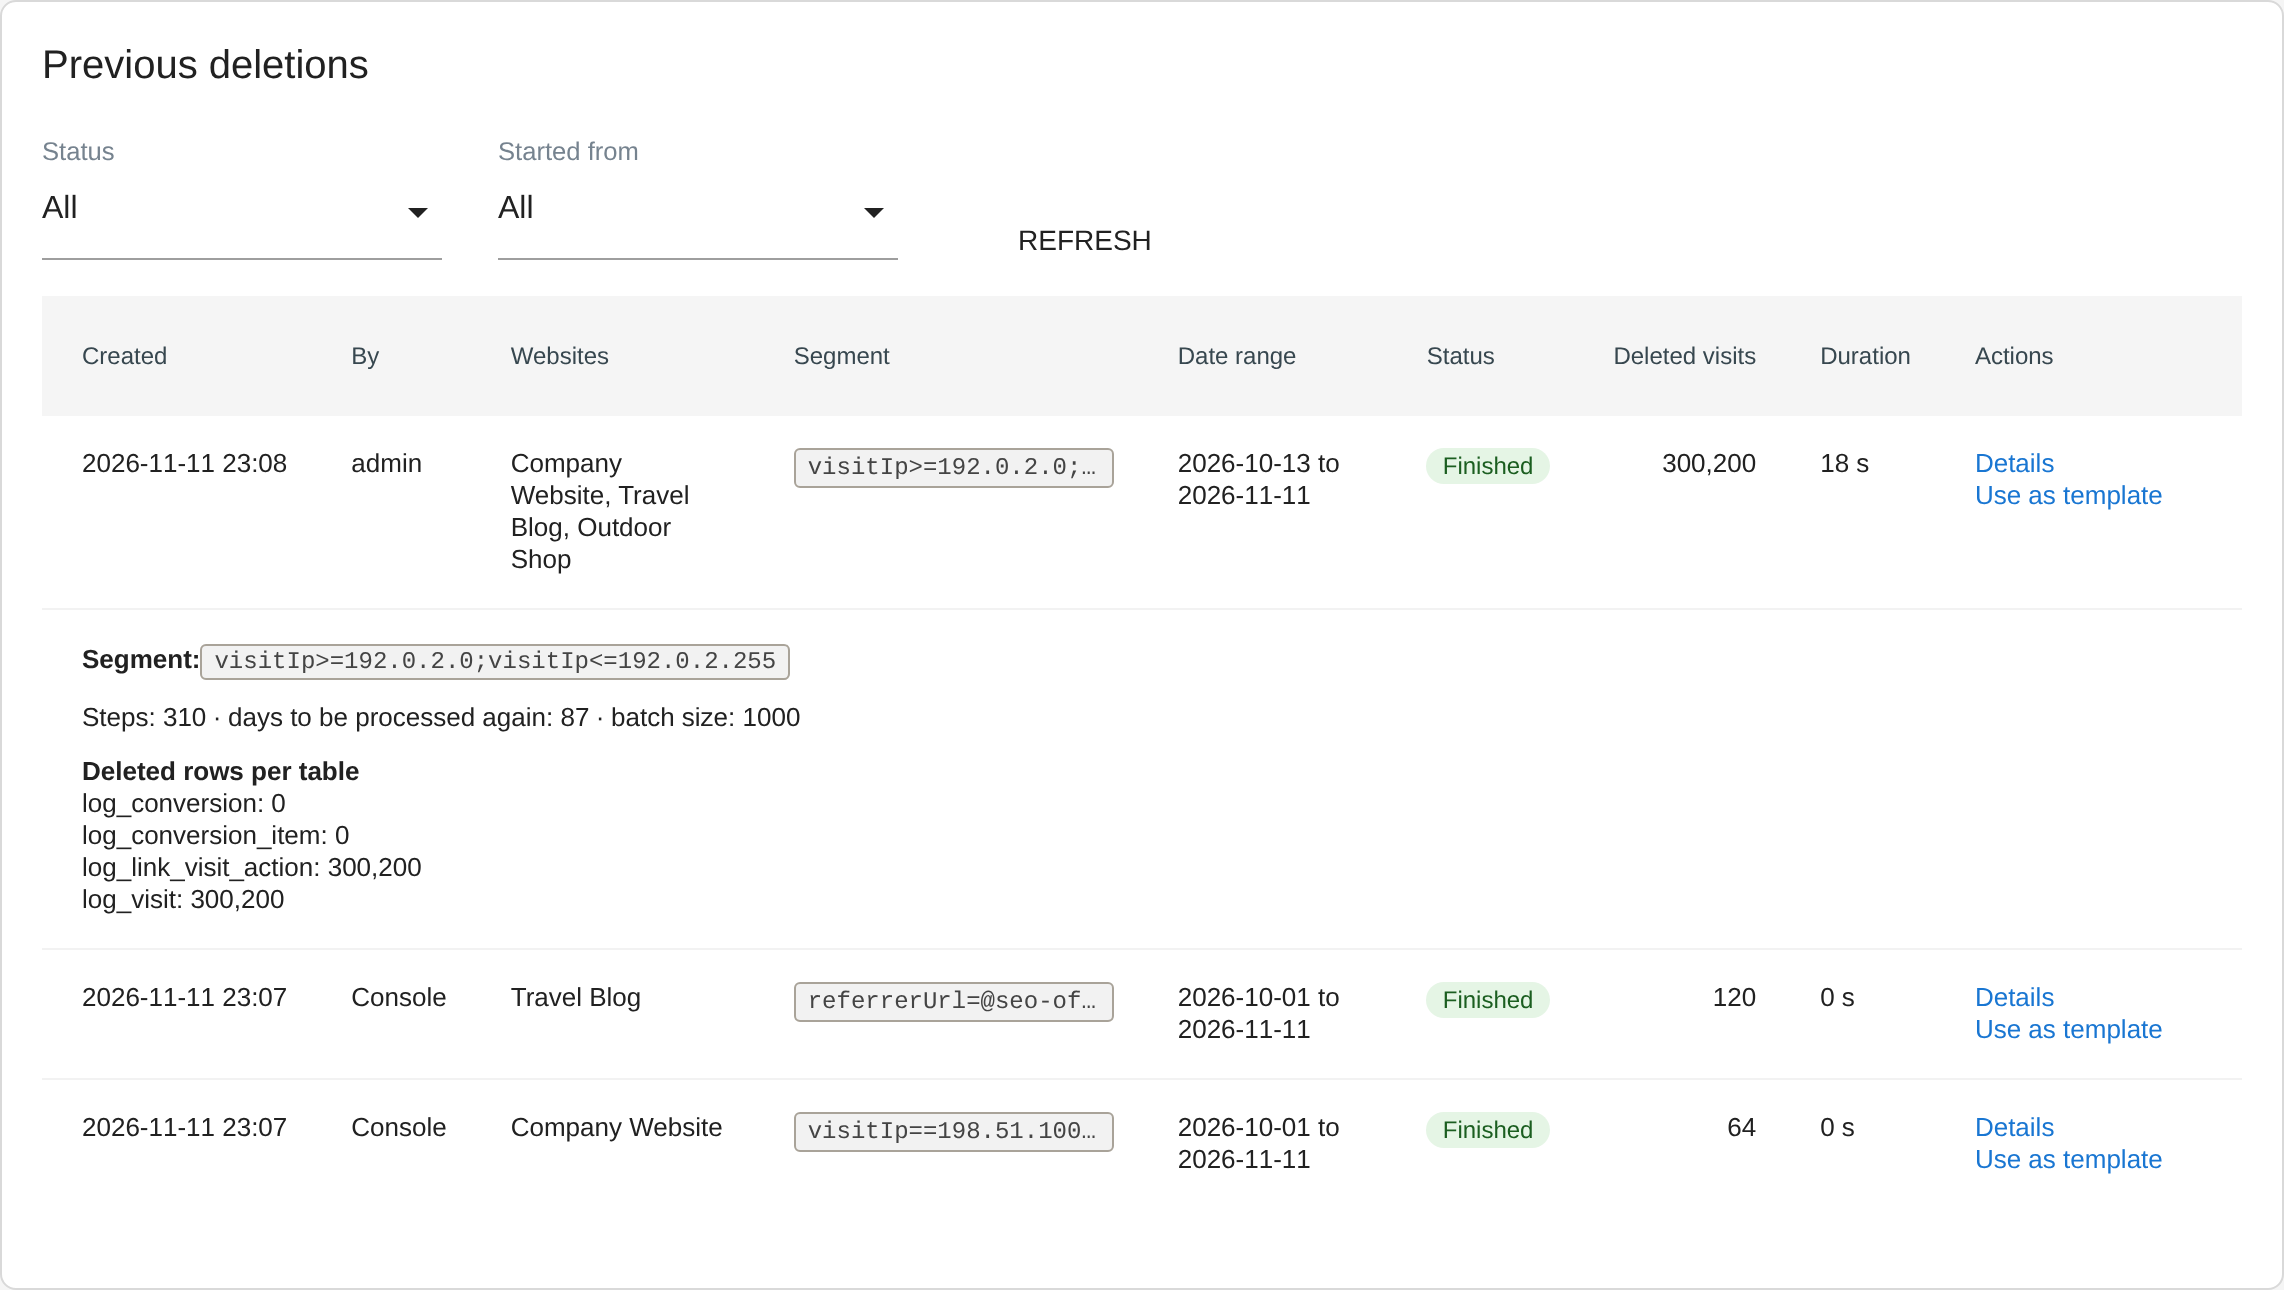 Previous deletions
Status
Started from
All
All
REFRESH
Created By Websites Segment Date range Status Deleted visits Duration Actions
2026-11-11 23:08 admin Company visitIp>=192.0.2.0;… 2026-10-13 to Finished 300,200 18 s Details
Website, Travel 2026-11-11 Use as template
Blog, Outdoor
Shop
Segment: visitIp>=192.0.2.0;visitIp<=192.0.2.255
Steps: 310 · days to be processed again: 87 · batch size: 1000
Deleted rows per table
log_conversion: 0
log_conversion_item: 0
log_link_visit_action: 300,200
log_visit: 300,200
2026-11-11 23:07 Console Travel Blog referrerUrl=@seo-of… 2026-10-01 to Finished 120 0 s Details
2026-11-11 Use as template
2026-11-11 23:07 Console Company Website visitIp==198.51.100… 2026-10-01 to Finished 64 0 s Details
2026-11-11 Use as template